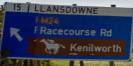 15 LLANSDOWNE
M24
Racecourse Rd
Kenilworth